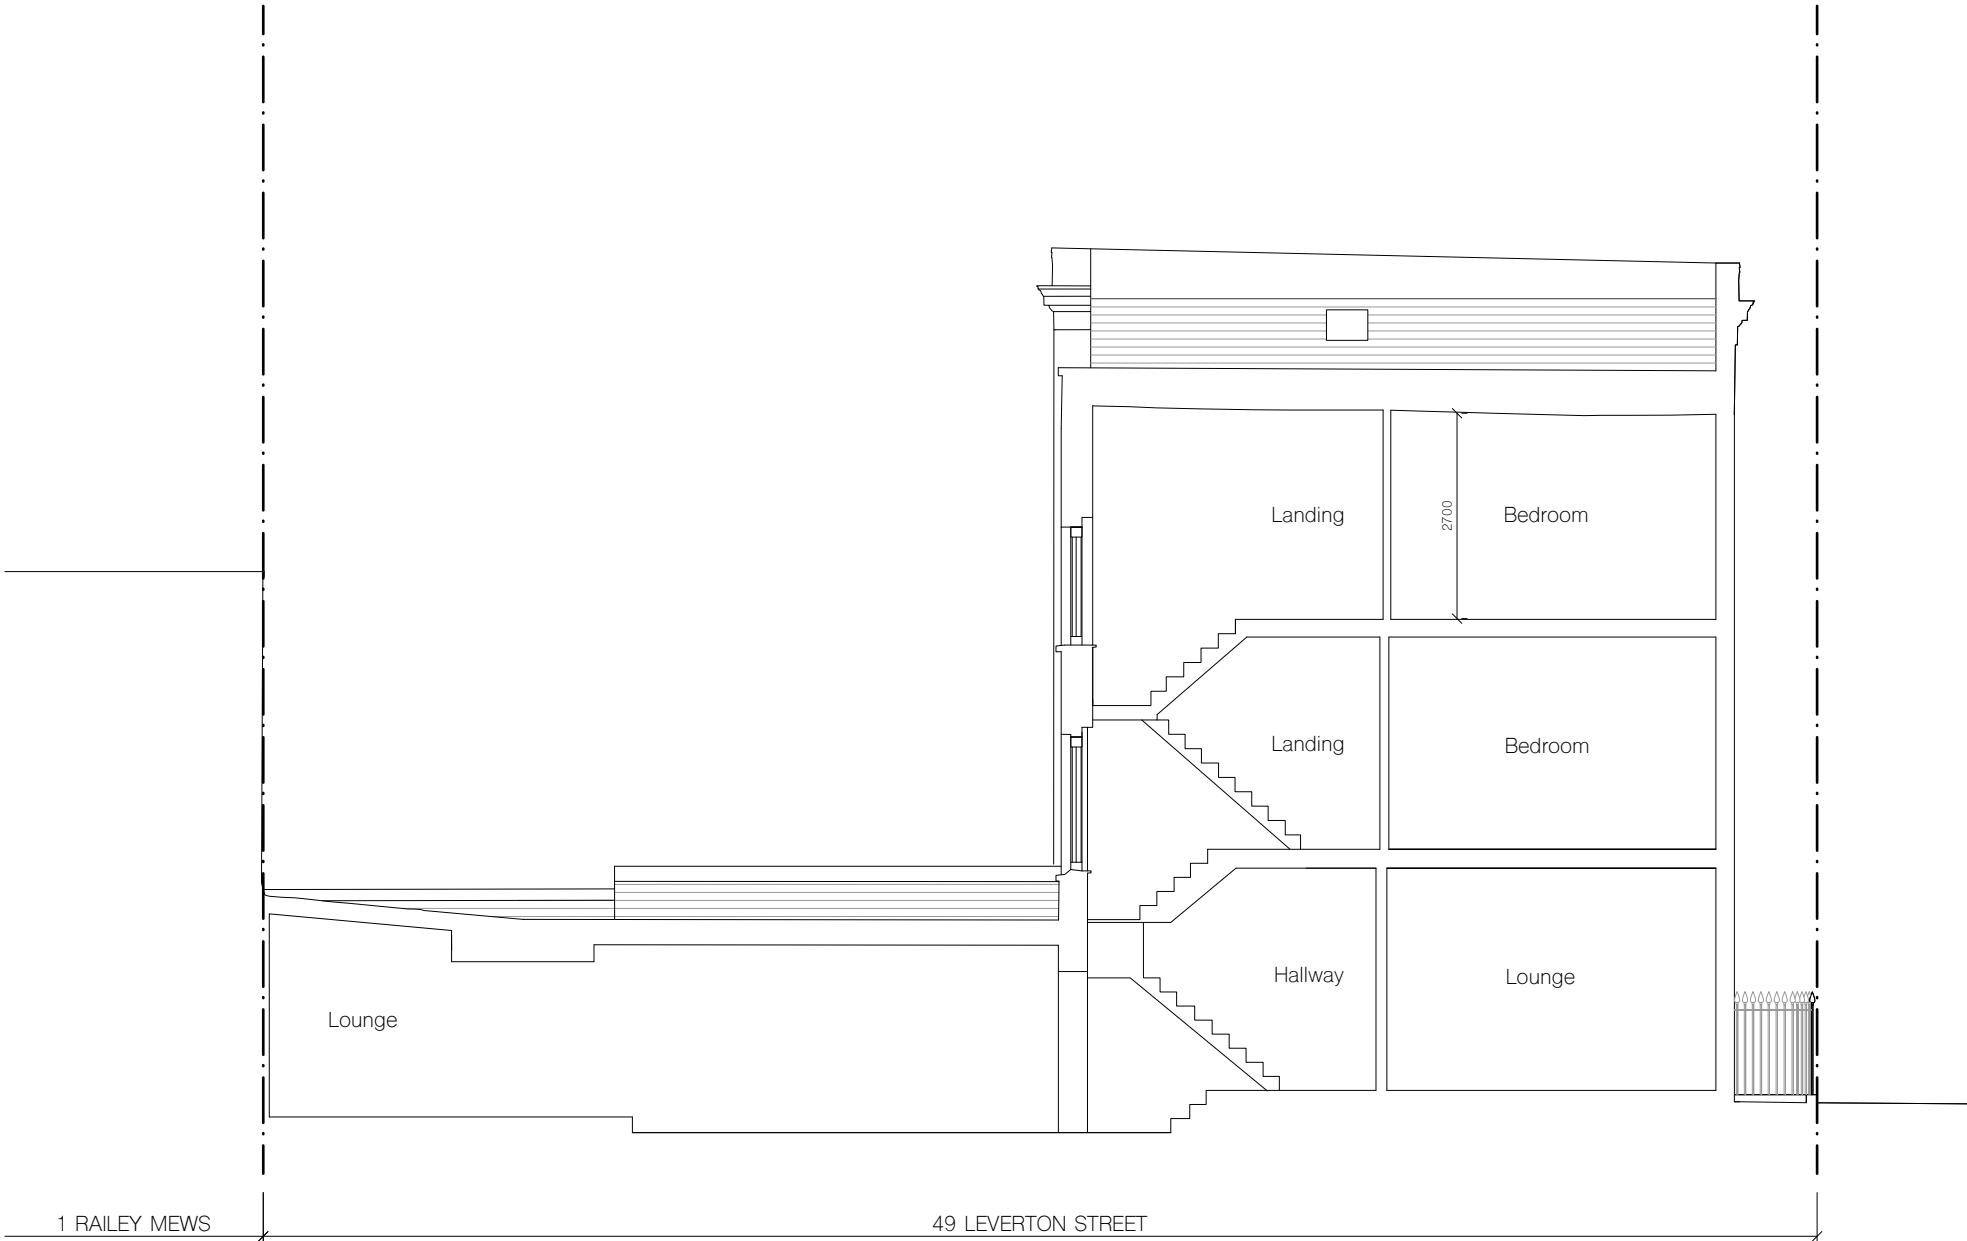 Landing
2700
Bedroom
Landing
Bedroom
Hallway
Lounge
Lounge
1 RAILEY MEWS
49 LEVERTON STREET